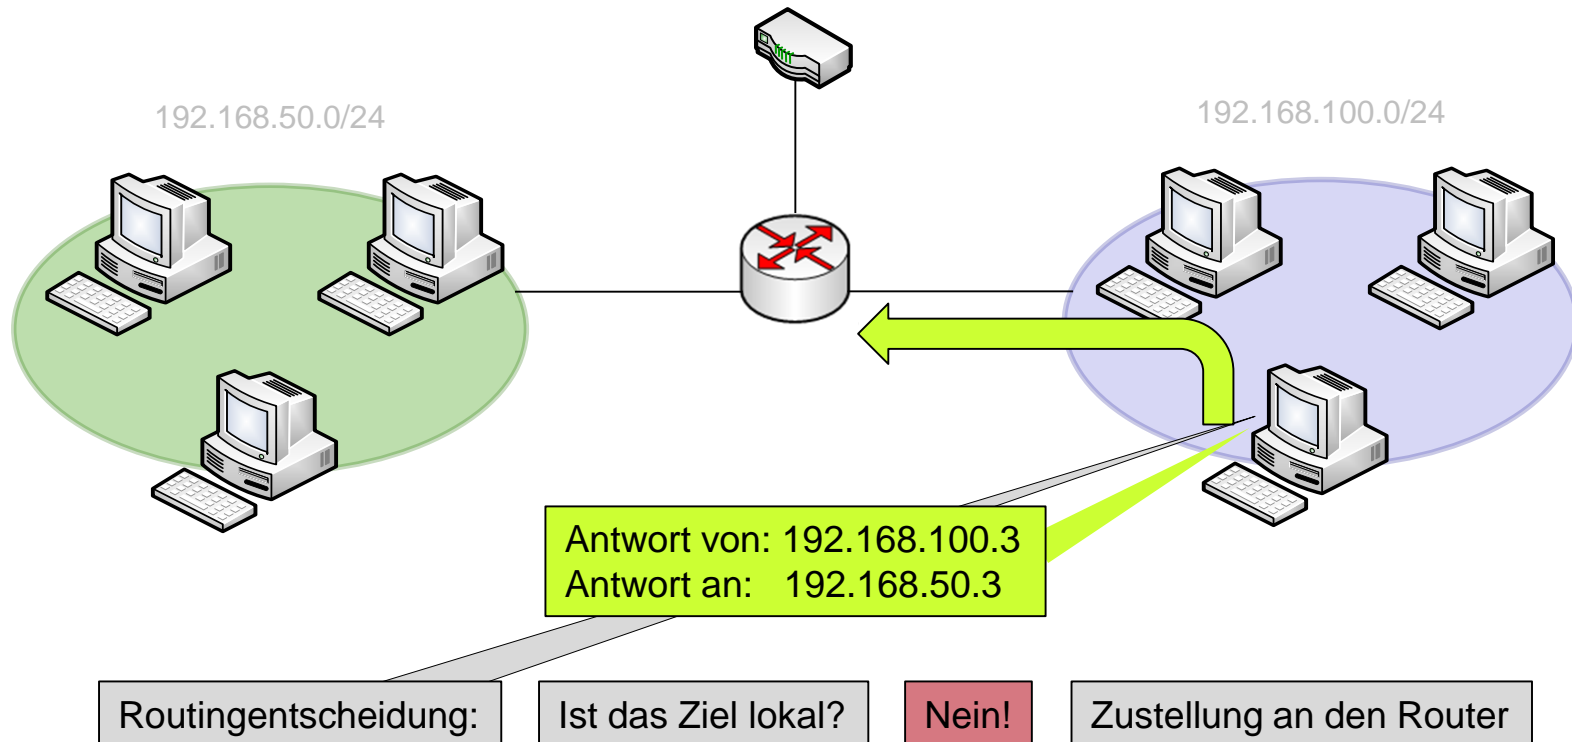 192.168.50.0/24
192.168.100.0/24
Antwort von: 192.168.100.3
Antwort an: 192.168.50.3
Routingentscheidung:
Ist das Ziel lokal?
Nein!
Zustellung an den Router